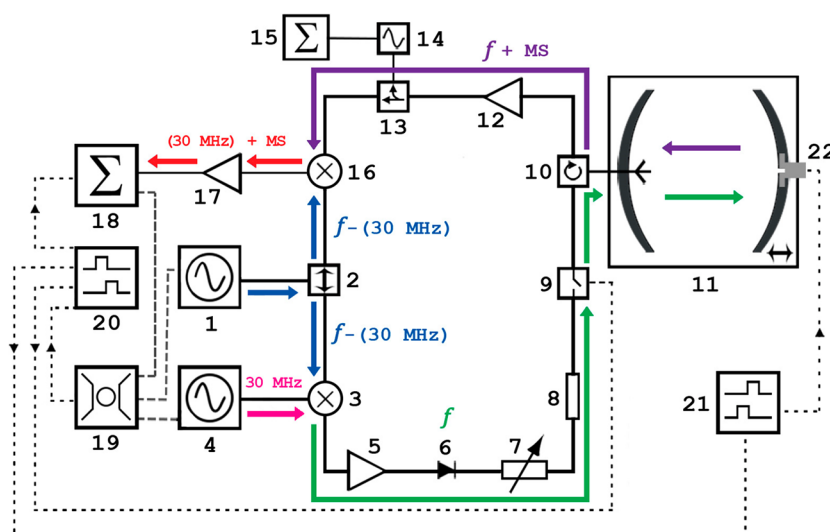 15 Σ 14
f + MS
(30 MHz) + MS
12
13
22
Σ 16 10
17
18
f-(30 MHz)
2 9
11
20 1
f-(30 MHz)
30 MHz
3 8
21
f
19 4 5 6 7